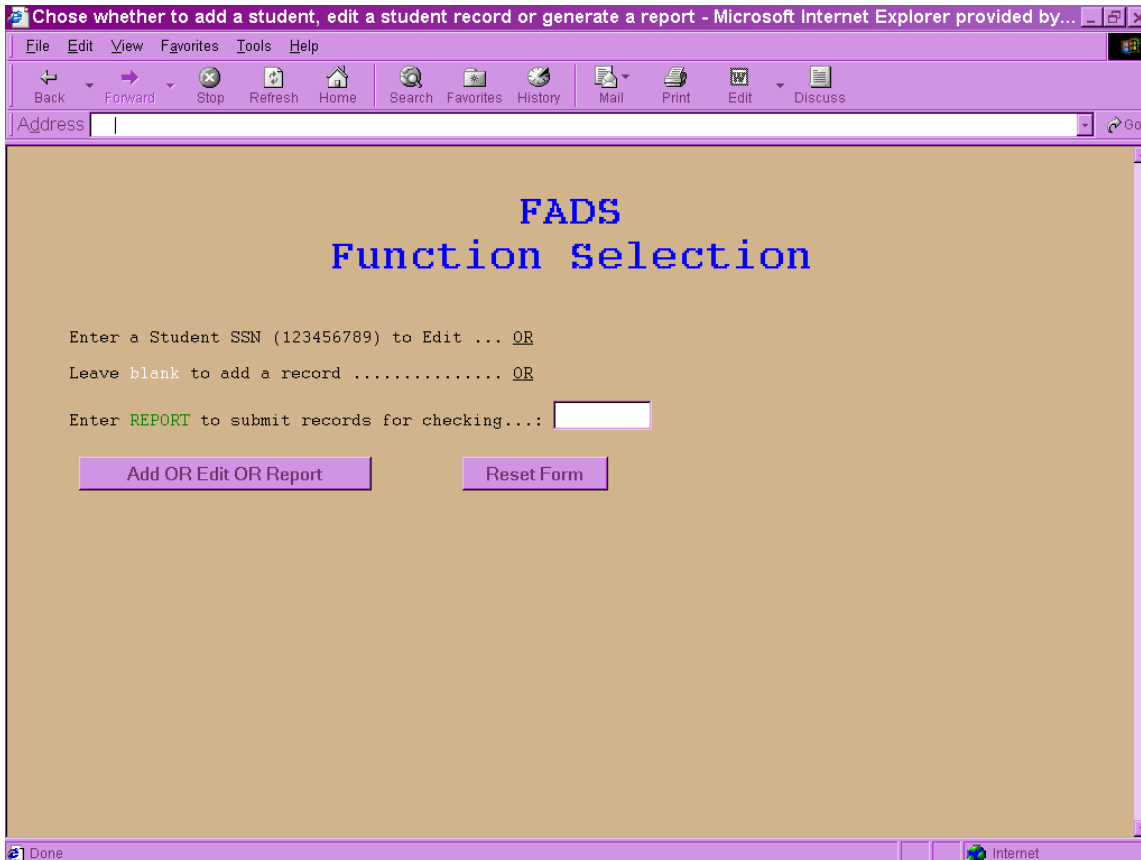 Chose whether to add a student, edit a student record or generate a report - Microsoft Internet Explorer provided by...
File Edit View Favorites Tools Help
Back Forward Stop Refresh Home Search Favorites History Mail Print Edit Discuss
Address Go
FADS
Function Selection
Enter a Student SSN (123456789) to Edit ... OR
Leave blank to add a record ............... OR
Enter REPORT to submit records for checking...:
Add OR Edit OR Report Reset Form
Done Internet